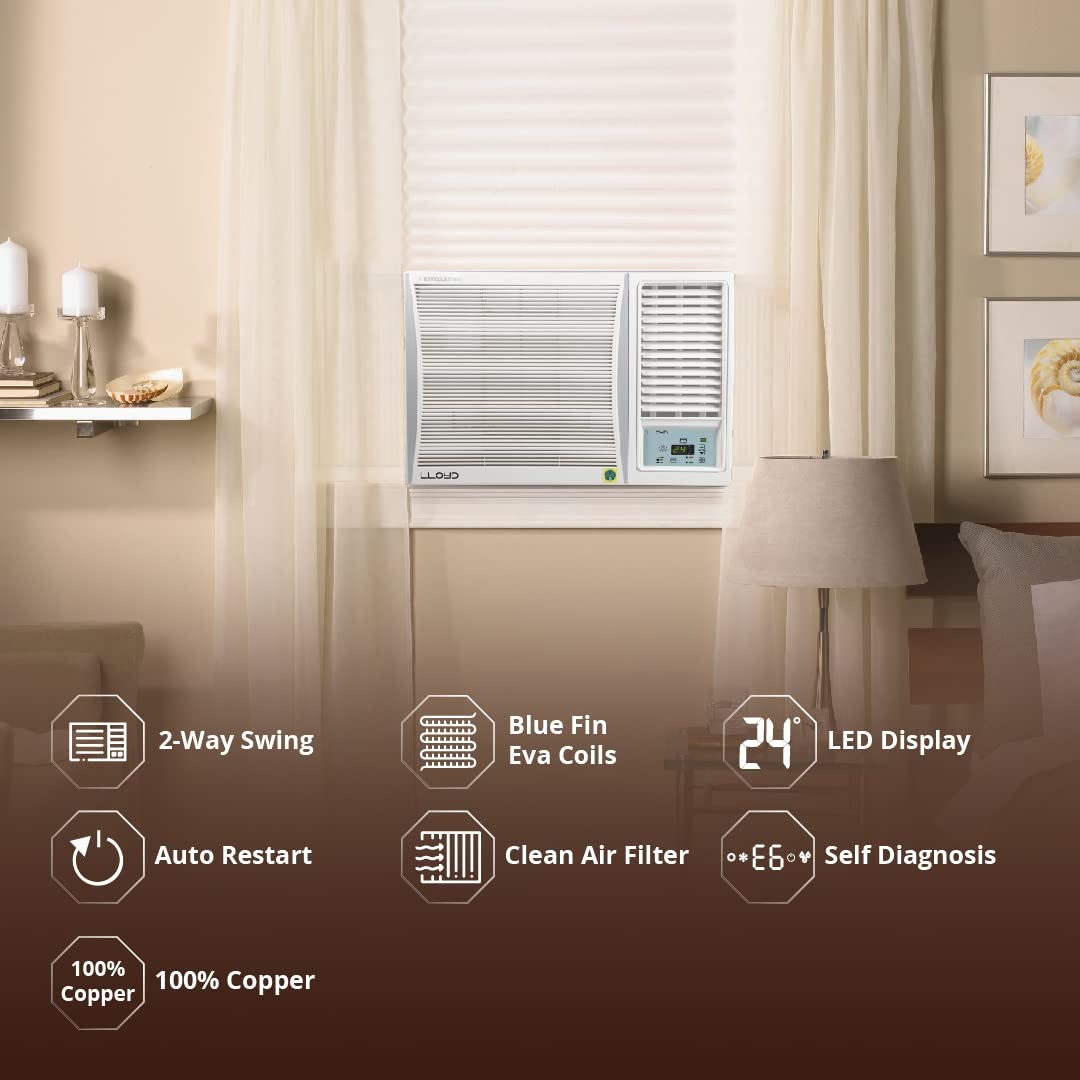 LLOYD
24
2-Way Swing
Blue Fin
Eva Coils
24°
LED Display
Auto Restart
Clean Air Filter
E6
Self Diagnosis
100%
Copper
100% Copper